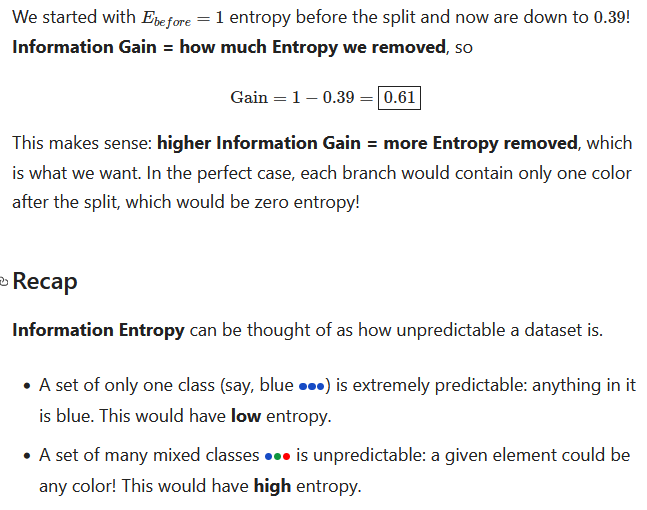 We started with E_before = 1 entropy before the split and now are down to 0.39!
Information Gain = how much Entropy we removed, so
Gain = 1 − 0.39 = 0.61
This makes sense: higher Information Gain = more Entropy removed, which
is what we want. In the perfect case, each branch would contain only one color
after the split, which would be zero entropy!
Recap
Information Entropy can be thought of as how unpredictable a dataset is.
• A set of only one class (say, blue ●●●) is extremely predictable: anything in it
is blue. This would have low entropy.
• A set of many mixed classes ●●● is unpredictable: a given element could be
any color! This would have high entropy.